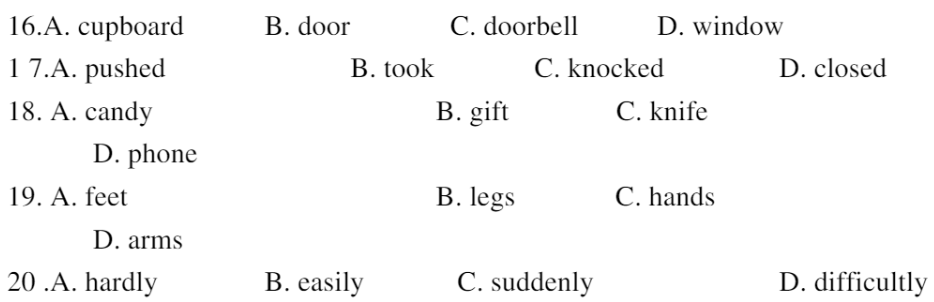 16.A. cupboard B. door C. doorbell D. window
1 7.A. pushed B. took C. knocked D. closed
18. A. candy B. gift C. knife
D. phone
19. A. feet B. legs C. hands
D. arms
20 .A. hardly B. easily C. suddenly D. difficultly